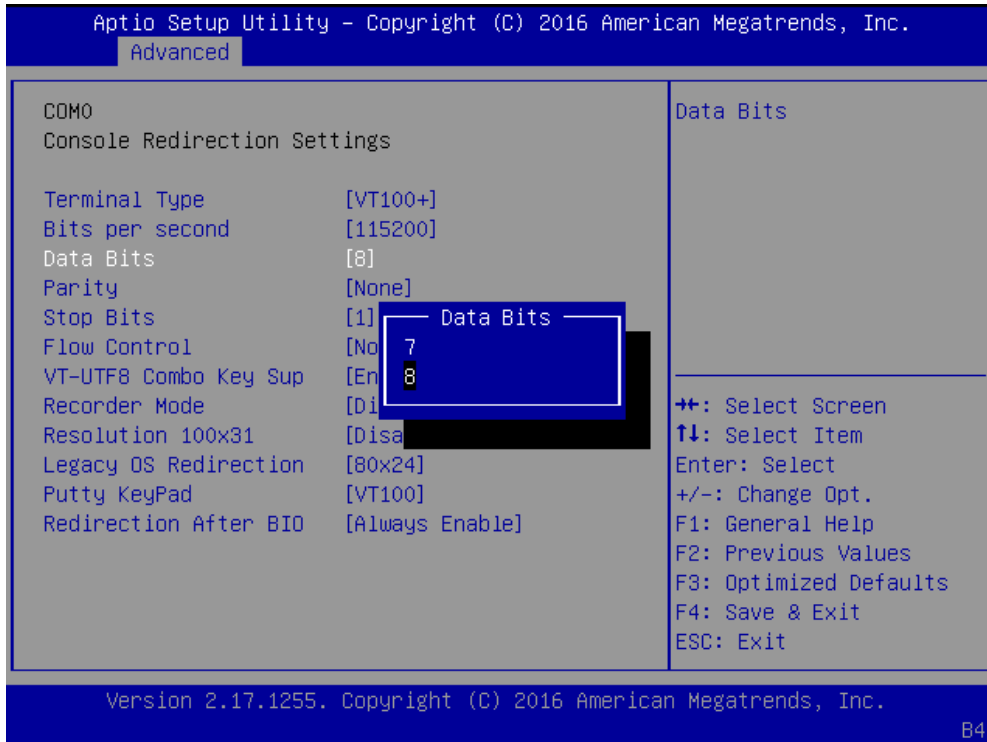 Aptio Setup Utility – Copyright (C) 2016 American Megatrends, Inc.
Advanced
COM0
Console Redirection Settings
Terminal Type [VT100+]
Bits per second [115200]
Data Bits [8]
Parity [None]
Stop Bits [1]
Flow Control [No
VT-UTF8 Combo Key Sup [En
Recorder Mode [Di
Resolution 100x31 [Disa
Legacy OS Redirection [80x24]
Putty KeyPad [VT100]
Redirection After BIO [Always Enable]
Data Bits
7
8
Data Bits
→←: Select Screen
↑↓: Select Item
Enter: Select
+/-: Change Opt.
F1: General Help
F2: Previous Values
F3: Optimized Defaults
F4: Save & Exit
ESC: Exit
Version 2.17.1255. Copyright (C) 2016 American Megatrends, Inc.
B4